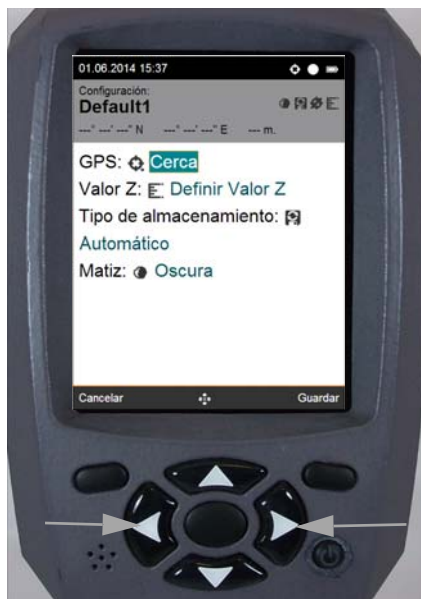 01.06.2014 15:37
Configuración:
Default1
---° ---' ---" N ---° ---' ---" E --- m.
GPS: Cerca
Valor Z: Definir Valor Z
Tipo de almacenamiento:
Automático
Matiz: Oscura
Cancelar Guardar